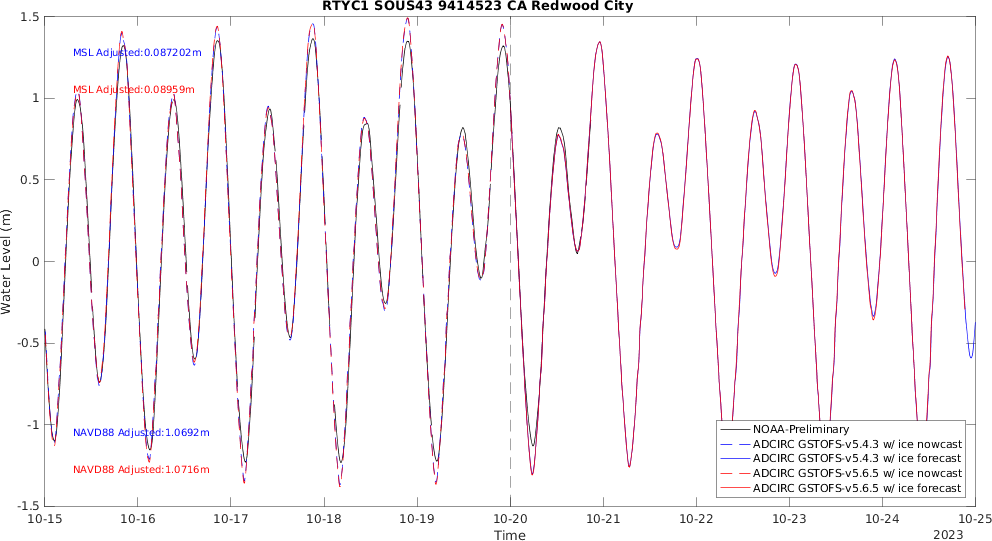 RTYC1 SOUS43 9414523 CA Redwood City
MSL Adjusted:0.087202m
MSL Adjusted:0.08959m
NAVD88 Adjusted:1.0692m
NAVD88 Adjusted:1.0716m
Water Level (m)
1.5
1
0.5
0
-0.5
-1
-1.5
NOAA-Preliminary
ADCIRC GSTOFS-v5.4.3 w/ ice nowcast
ADCIRC GSTOFS-v5.4.3 w/ ice forecast
ADCIRC GSTOFS-v5.6.5 w/ ice nowcast
ADCIRC GSTOFS-v5.6.5 w/ ice forecast
10-15 10-16 10-17 10-18 10-19 10-20 10-21 10-22 10-23 10-24 10-25
Time
2023